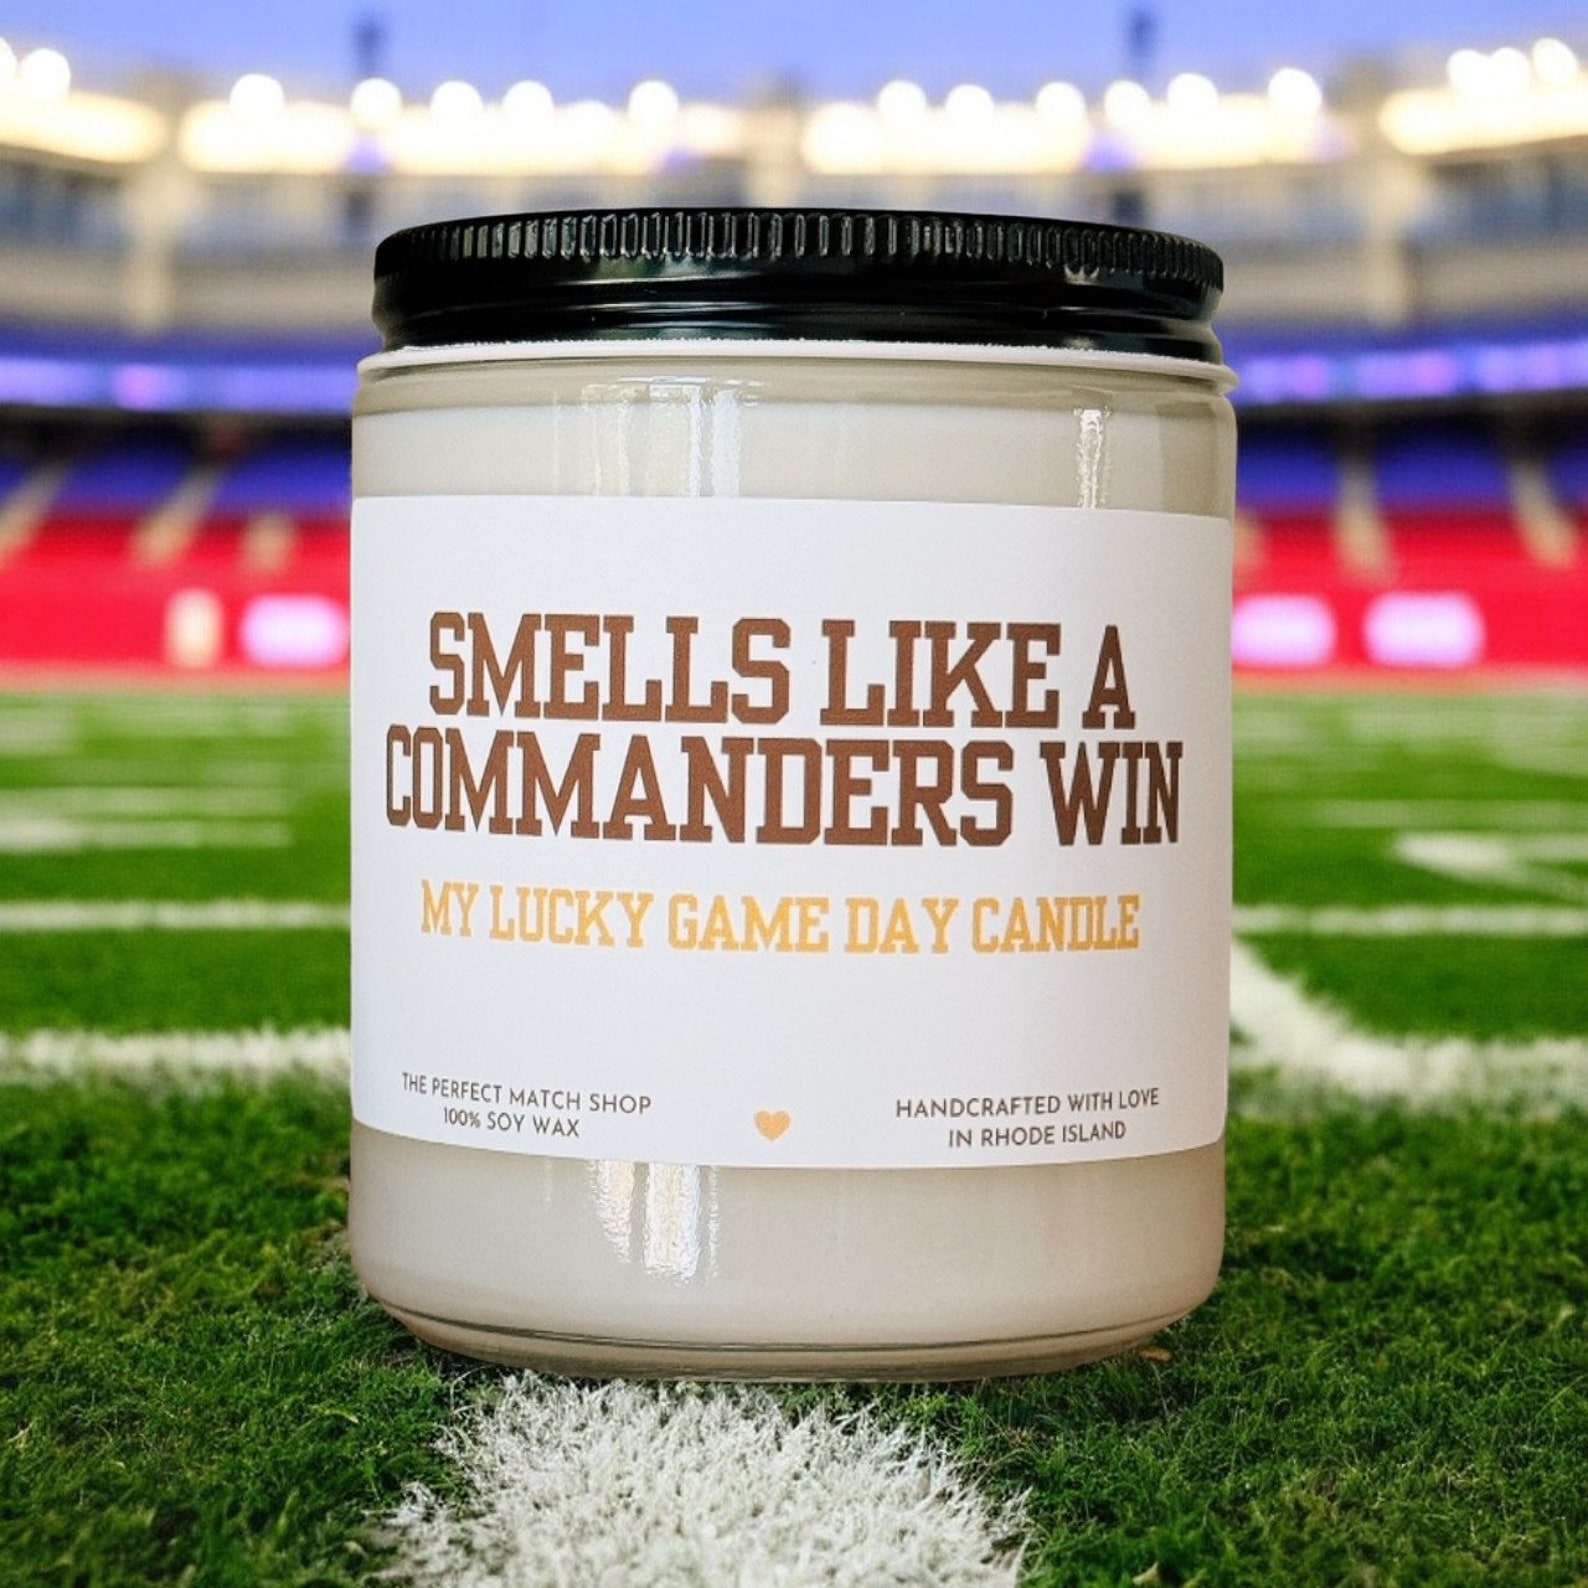 SMELLS LIKE A
COMMANDERS WIN
MY LUCKY GAME DAY CANDLE
THE PERFECT MATCH SHOP
100% SOY WAX
HANDCRAFTED WITH LOVE
IN RHODE ISLAND